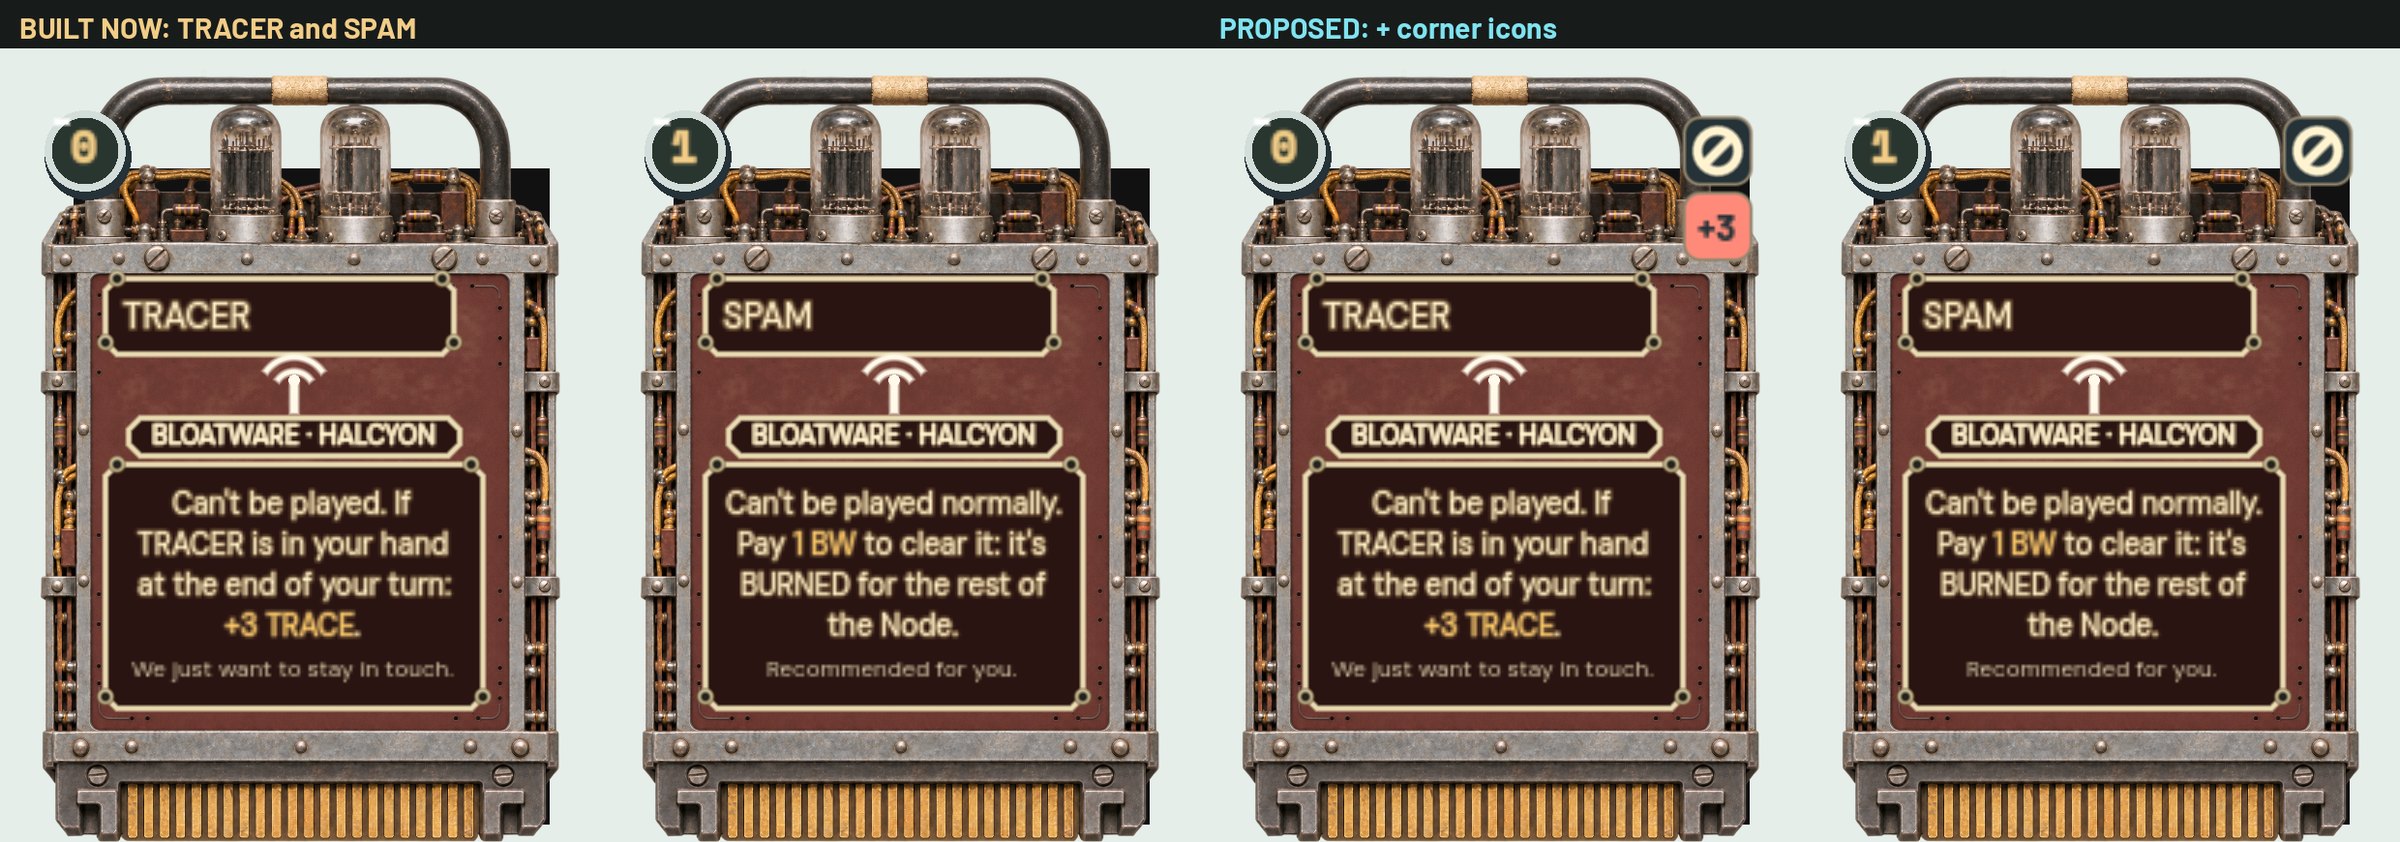 BUILT NOW: TRACER and SPAM
PROPOSED: + corner icons
0
TRACER
BLOATWARE · HALCYON
Can't be played. If
TRACER is in your hand
at the end of your turn:
+3 TRACE.
We just want to stay in touch.
1
SPAM
BLOATWARE · HALCYON
Can't be played normally.
Pay 1 BW to clear it: it's
BURNED for the rest of
the Node.
Recommended for you.
0
+3
TRACER
BLOATWARE · HALCYON
Can't be played. If
TRACER is in your hand
at the end of your turn:
+3 TRACE.
We just want to stay in touch.
1
SPAM
BLOATWARE · HALCYON
Can't be played normally.
Pay 1 BW to clear it: it's
BURNED for the rest of
the Node.
Recommended for you.